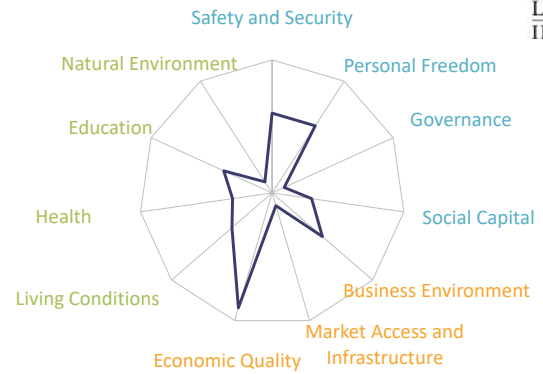 Safety and Security
Natural Environment
Personal Freedom
Education
Governance
Health
Social Capital
Living Conditions
Business Environment
Economic Quality
Market Access and
Infrastructure